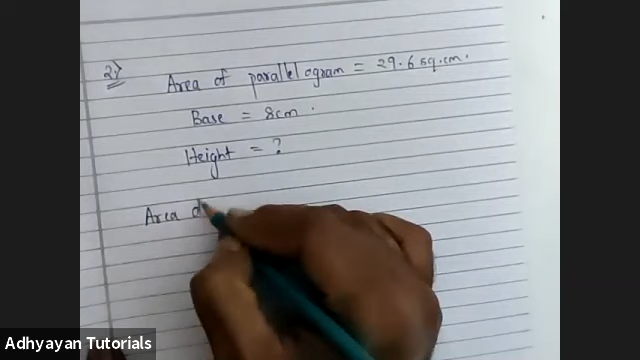 2)
Area of parallelogram = 29.6 sq.cm.
Base = 8cm.
Height = ?
Area o
Adhyayan Tutorials